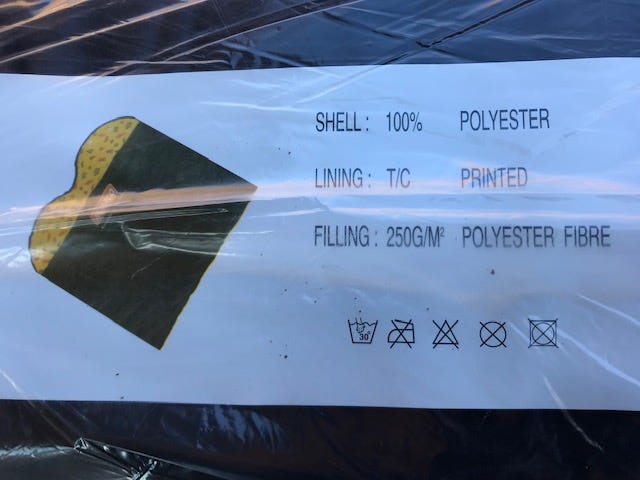 SHELL: 100% POLYESTER
LINING: T/C PRINTED
FILLING: 250G/M² POLYESTER FIBRE
30°